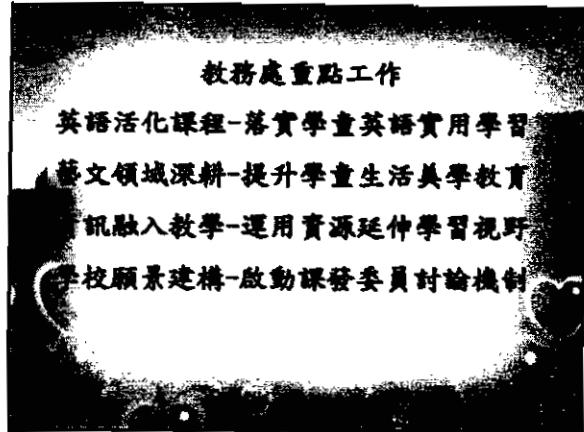 教務處重點工作
英語活化課程-落實學童英語實用學習
藝文領域深耕-提升學童生活美學教育
資訊融入教學-運用資源延伸學習視野
學校願景建構-啟動課發委員討論機制